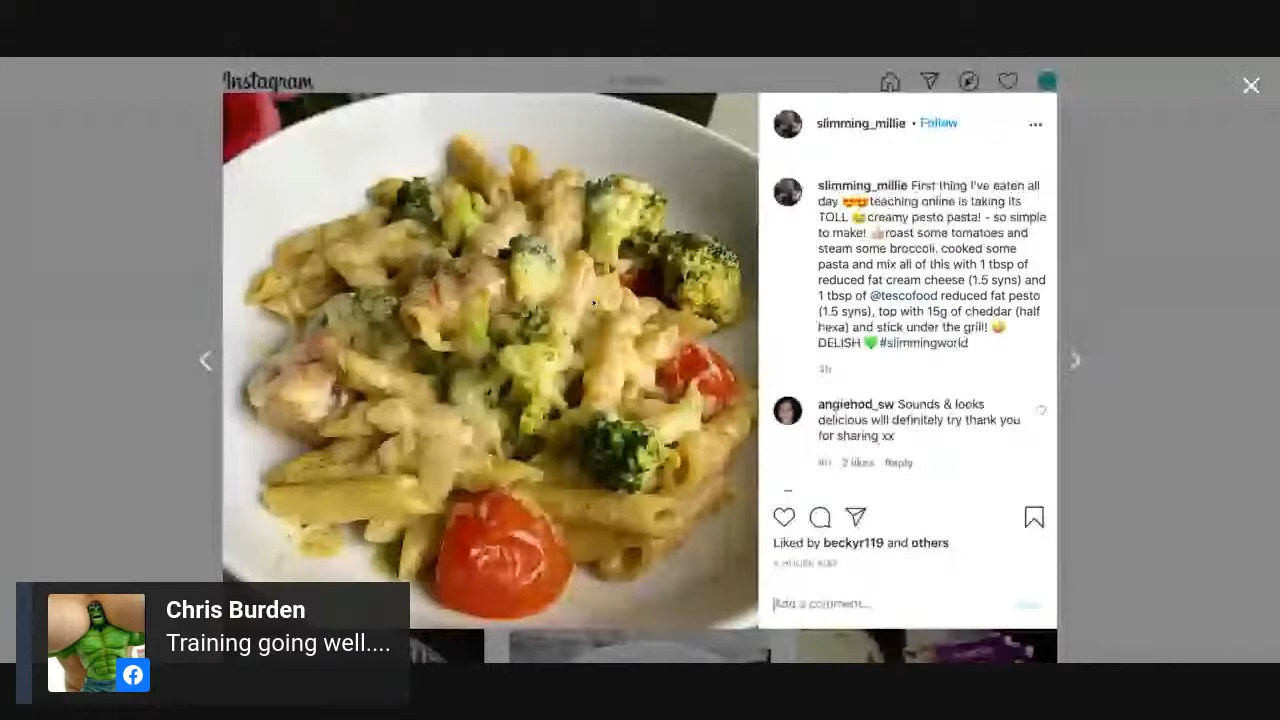 Instagram
slimming_millie • Follow
slimming_millie First thing I've eaten all
day 😍😍teaching online is taking its
TOLL 🤢creamy pesto pasta! - so simple
to make! 👍🏻roast some tomatoes and
steam some broccoli, cooked some
pasta and mix all of this with 1 tbsp of
reduced fat cream cheese (1.5 syns) and
1 tbsp of @tescofood reduced fat pesto
(1.5 syns), top with 15g of cheddar (half
hexa) and stick under the grill! 😝
DELISH 💚 #slimmingworld
angiehod_sw Sounds & looks
delicious will definitely try thank you
for sharing xx
2 likes Reply
Liked by beckyr119 and others
Add a comment...
Chris Burden
Training going well....